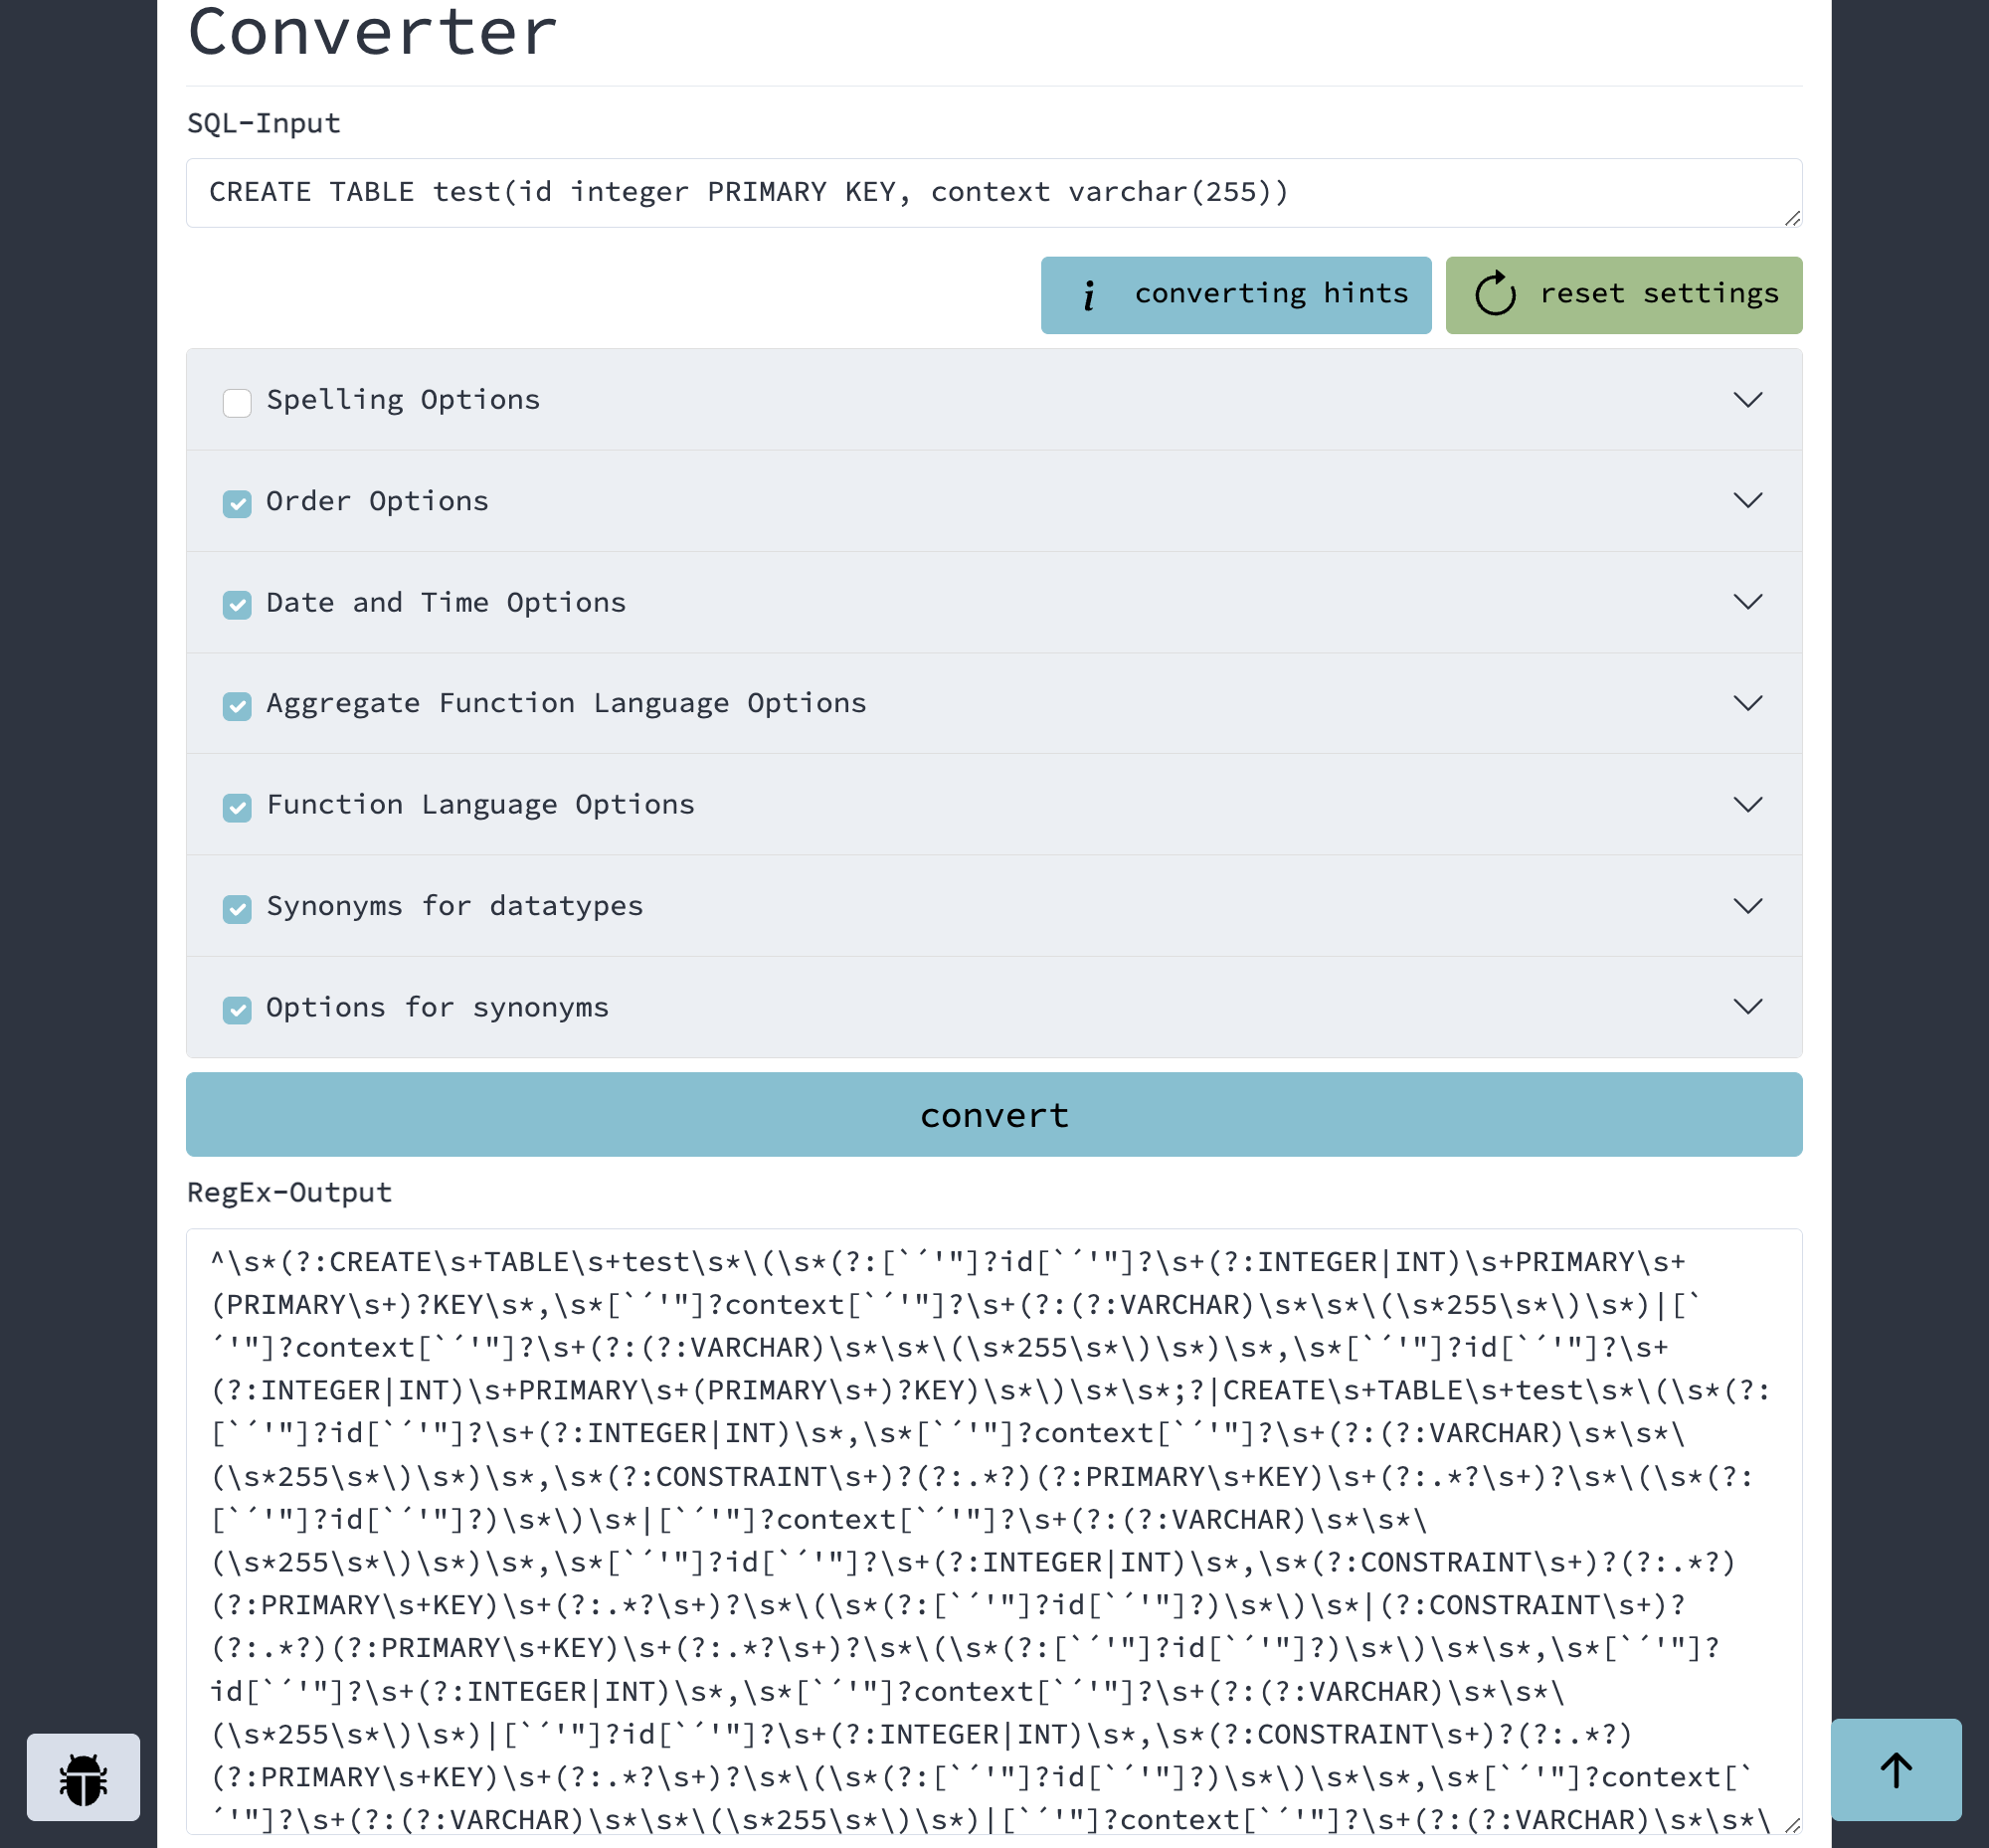 Converter
SQL-Input
CREATE TABLE test(id integer PRIMARY KEY, context varchar(255))
i converting hints
reset settings
Spelling Options
Order Options
Date and Time Options
Aggregate Function Language Options
Function Language Options
Synonyms for datatypes
Options for synonyms
convert
RegEx-Output
^\s*(?:CREATE\s+TABLE\s+test\s*\(\s*(?:[`´'"]?id[`´'"]?\s+(?:INTEGER|INT)\s+PRIMARY\s+
(PRIMARY\s+)?KEY\s*,\s*[`´'"]?context[`´'"]?\s+(?:(?:VARCHAR)\s*\s*\(\s*255\s*\)\s*)|[`
´'"]?context[`´'"]?\s+(?:(?:VARCHAR)\s*\s*\(\s*255\s*\)\s*)\s*,\s*[`´'"]?id[`´'"]?\s+
(?:INTEGER|INT)\s+PRIMARY\s+(PRIMARY\s+)?KEY)\s*\)\s*\s*;?|CREATE\s+TABLE\s+test\s*\(\s*(?:
[`´'"]?id[`´'"]?\s+(?:INTEGER|INT)\s*,\s*[`´'"]?context[`´'"]?\s+(?:(?:VARCHAR)\s*\s*\
(\s*255\s*\)\s*)\s*,\s*(?:CONSTRAINT\s+)?(?:.*?)(?:PRIMARY\s+KEY)\s+(?:.*?\s+)?\s*\(\s*(?:
[`´'"]?id[`´'"]?)\s*\)\s*|[`´'"]?context[`´'"]?\s+(?:(?:VARCHAR)\s*\s*\
(\s*255\s*\)\s*)\s*,\s*[`´'"]?id[`´'"]?\s+(?:INTEGER|INT)\s*,\s*(?:CONSTRAINT\s+)?(?:.*?)
(?:PRIMARY\s+KEY)\s+(?:.*?\s+)?\s*\(\s*(?:[`´'"]?id[`´'"]?)\s*\)\s*|(?:CONSTRAINT\s+)?
(?:.*?)(?:PRIMARY\s+KEY)\s+(?:.*?\s+)?\s*\(\s*(?:[`´'"]?id[`´'"]?)\s*\)\s*\s*,\s*[`´'"]?
id[`´'"]?\s+(?:INTEGER|INT)\s*,\s*[`´'"]?context[`´'"]?\s+(?:(?:VARCHAR)\s*\s*\
(\s*255\s*\)\s*)|[`´'"]?id[`´'"]?\s+(?:INTEGER|INT)\s*,\s*(?:CONSTRAINT\s+)?(?:.*?)
(?:PRIMARY\s+KEY)\s+(?:.*?\s+)?\s*\(\s*(?:[`´'"]?id[`´'"]?)\s*\)\s*\s*,\s*[`´'"]?context[`
´'"]?\s+(?:(?:VARCHAR)\s*\s*\(\s*255\s*\)\s*)|[`´'"]?context[`´'"]?\s+(?:(?:VARCHAR)\s*\s*\